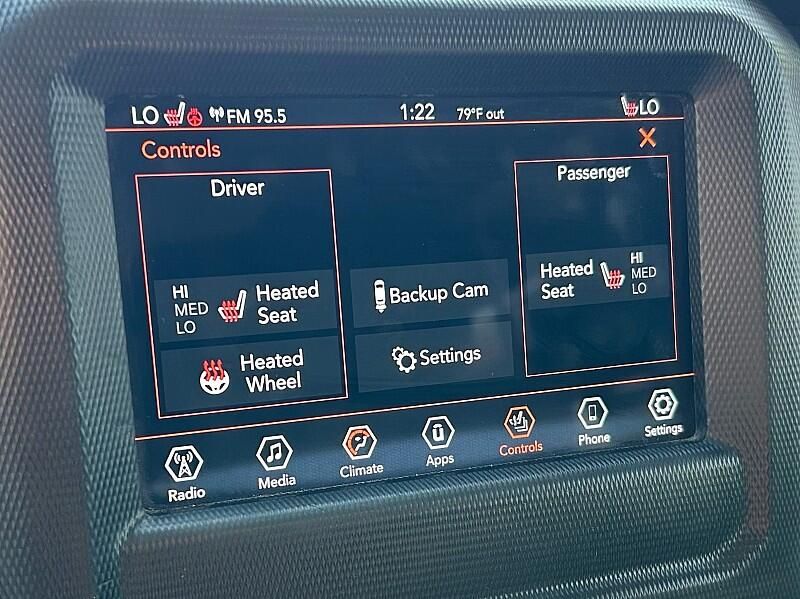 LO FM 95.5 1:22 79°F out LO
Controls X
Driver
HI
MED
LO
Heated
Seat
Heated
Wheel
Backup Cam
Settings
Passenger
Heated
Seat
HI
MED
LO
Radio Media Climate Apps Controls Phone Settings